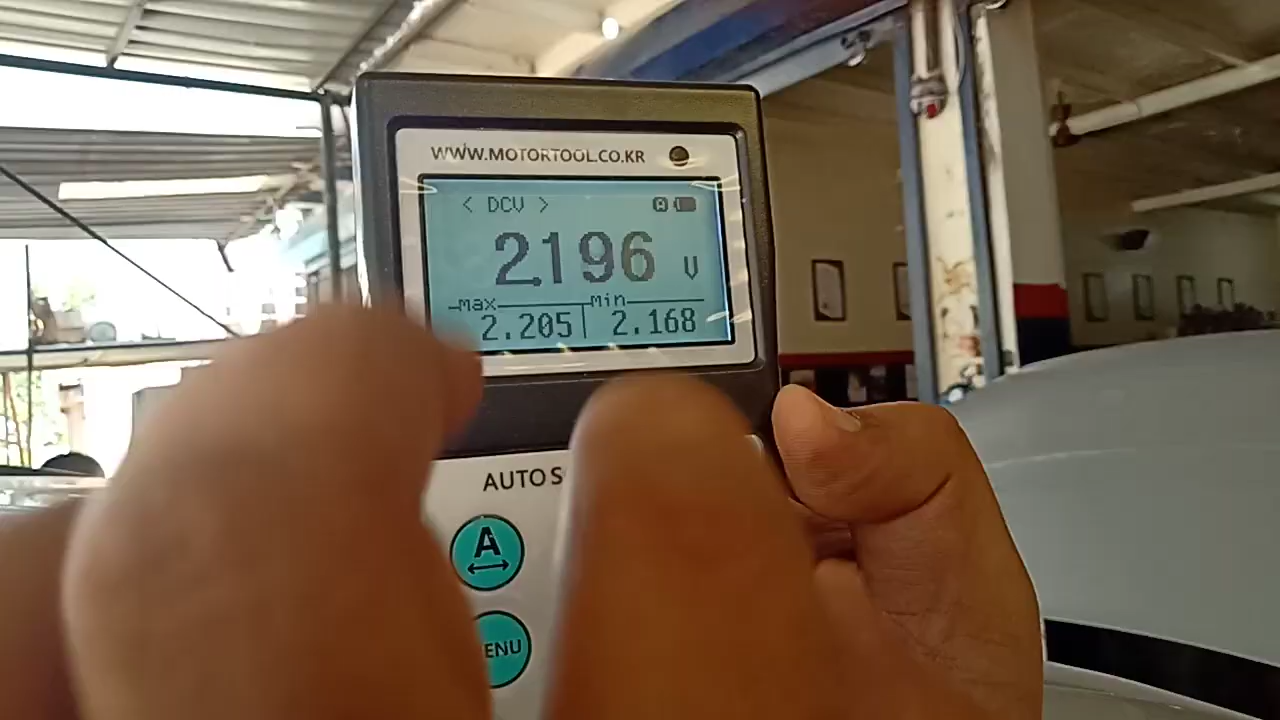 WWW.MOTORTOOL.CO.KR
< DCV > A
2.196 V
Max Min
2.205 2.168
AUTO S
A
ENU